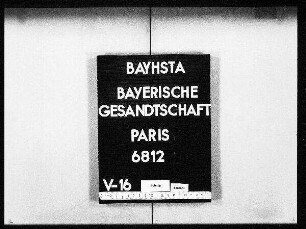 BAYHSTA
BAYERISCHE
GESANDTSCHAFT
PARIS
6812
V-16